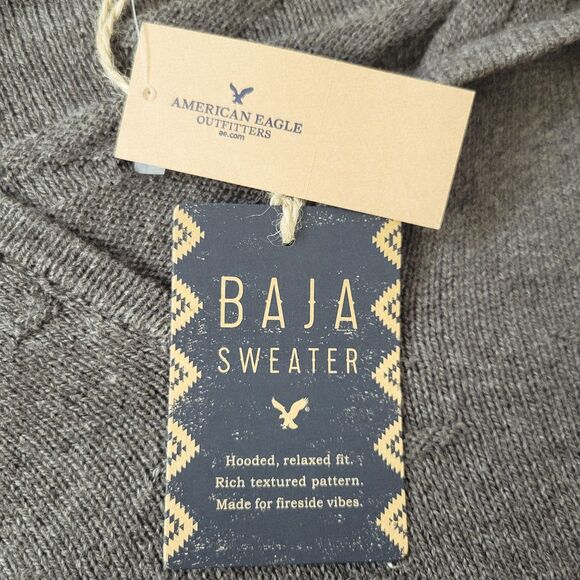 AMERICAN EAGLE
OUTFITTERS
ae.com
BAJA
SWEATER
Hooded, relaxed fit.
Rich textured pattern.
Made for fireside vibes.